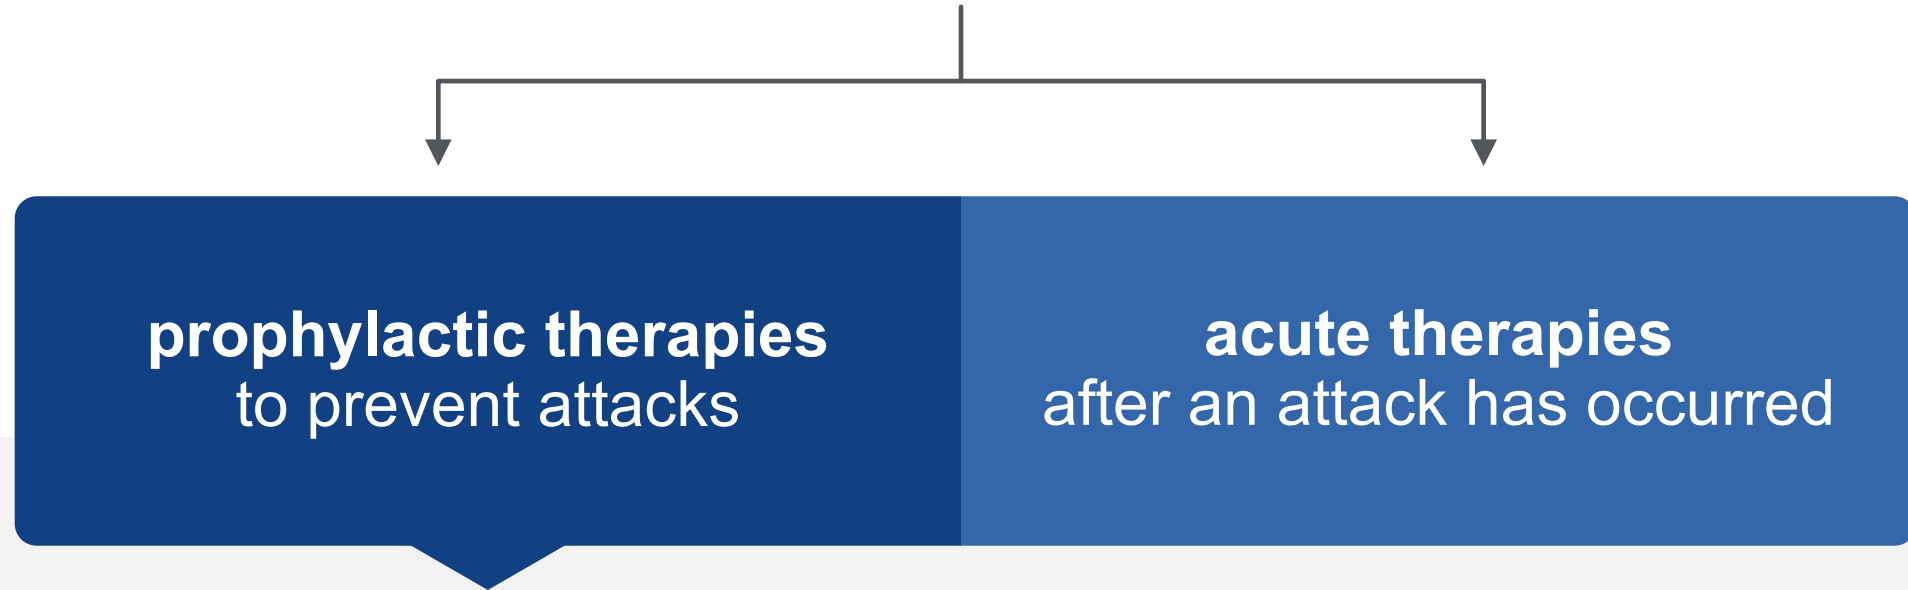 prophylactic therapies
to prevent attacks
acute therapies
after an attack has occurred